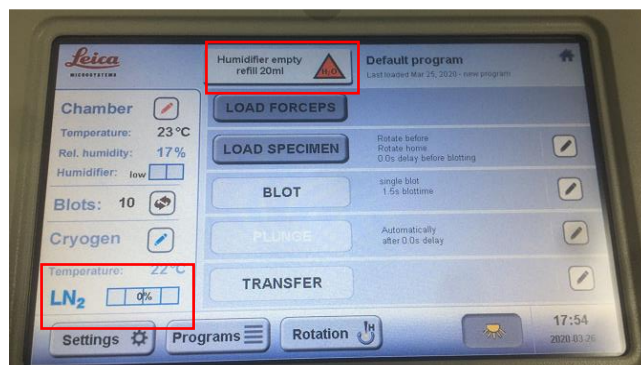 Leica
MICROSYSTEMS
Humidifier empty
refill 20ml
H₂O
Default program
Last loaded Mar 25, 2020 - new program
Chamber
Temperature: 23 °C
Rel. humidity: 17%
Humidifier: low
Blots: 10
Cryogen
Temperature: 22 °C
LN₂ 0%
LOAD FORCEPS
LOAD SPECIMEN
Rotate before
Rotate home
0.0s delay before blotting
BLOT
single blot
1.5s blottime
PLUNGE
Automatically
after 0.0s delay
TRANSFER
Settings
Programs
Rotation
H
17:54
2020-03-26